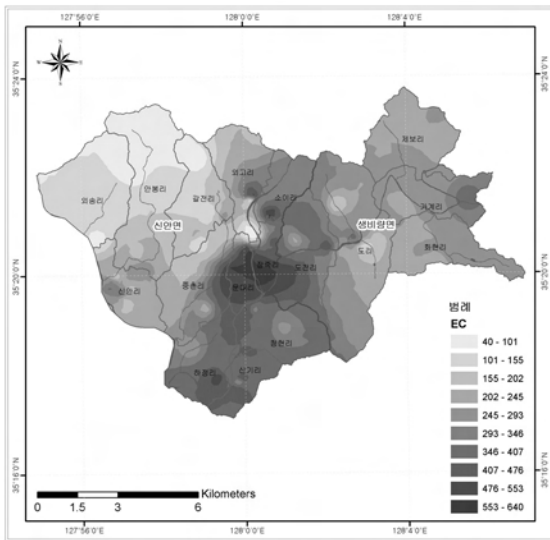 127°56'0"E 128°0'0"E 128°4'0"E
35°24'0"N
35°24'0"N
제보리
외고리
소이리
안봉리
외송리
갈전리
가계리
신안면
생비량면
화현리
도리
도전리
35°20'0"N
35°20'0"N
신안리
중촌리
문대리
청현리
하정리
신기리
범례
EC
40 - 101
101 - 155
155 - 202
202 - 245
245 - 293
293 - 346
346 - 407
407 - 476
476 - 553
553 - 640
35°16'0"N
35°16'0"N
Kilometers
0 1.5 3 6
127°56'0"E 128°0'0"E 128°4'0"E